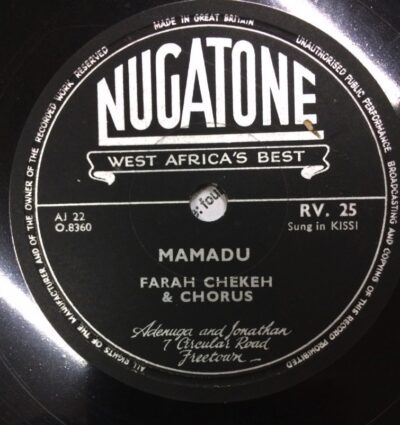 MADE IN GREAT BRITAIN
ALL RIGHTS OF THE MANUFACTURER AND OF THE OWNER OF THE RECORDED WORK RESERVED
UNAUTHORISED PUBLIC PERFORMANCE, BROADCASTING AND COPYING OF THIS RECORD PROHIBITED
NUGATONE
WEST AFRICA'S BEST
AJ 22
O.8360
RV. 25
Sung in KISSI
MAMADU
FARAH CHEKEH
& CHORUS
Adenuga and Jonathan
7 Circular Road
Freetown —